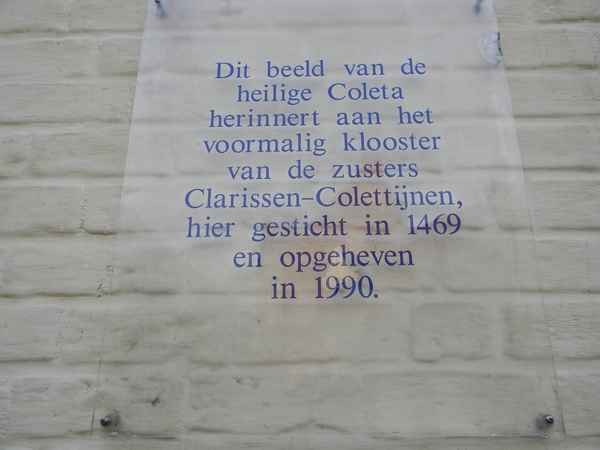 Dit beeld van de
heilige Coleta
herinnert aan het
voormalig klooster
van de zusters
Clarissen-Colettijnen,
hier gesticht in 1469
en opgeheven
in 1990.